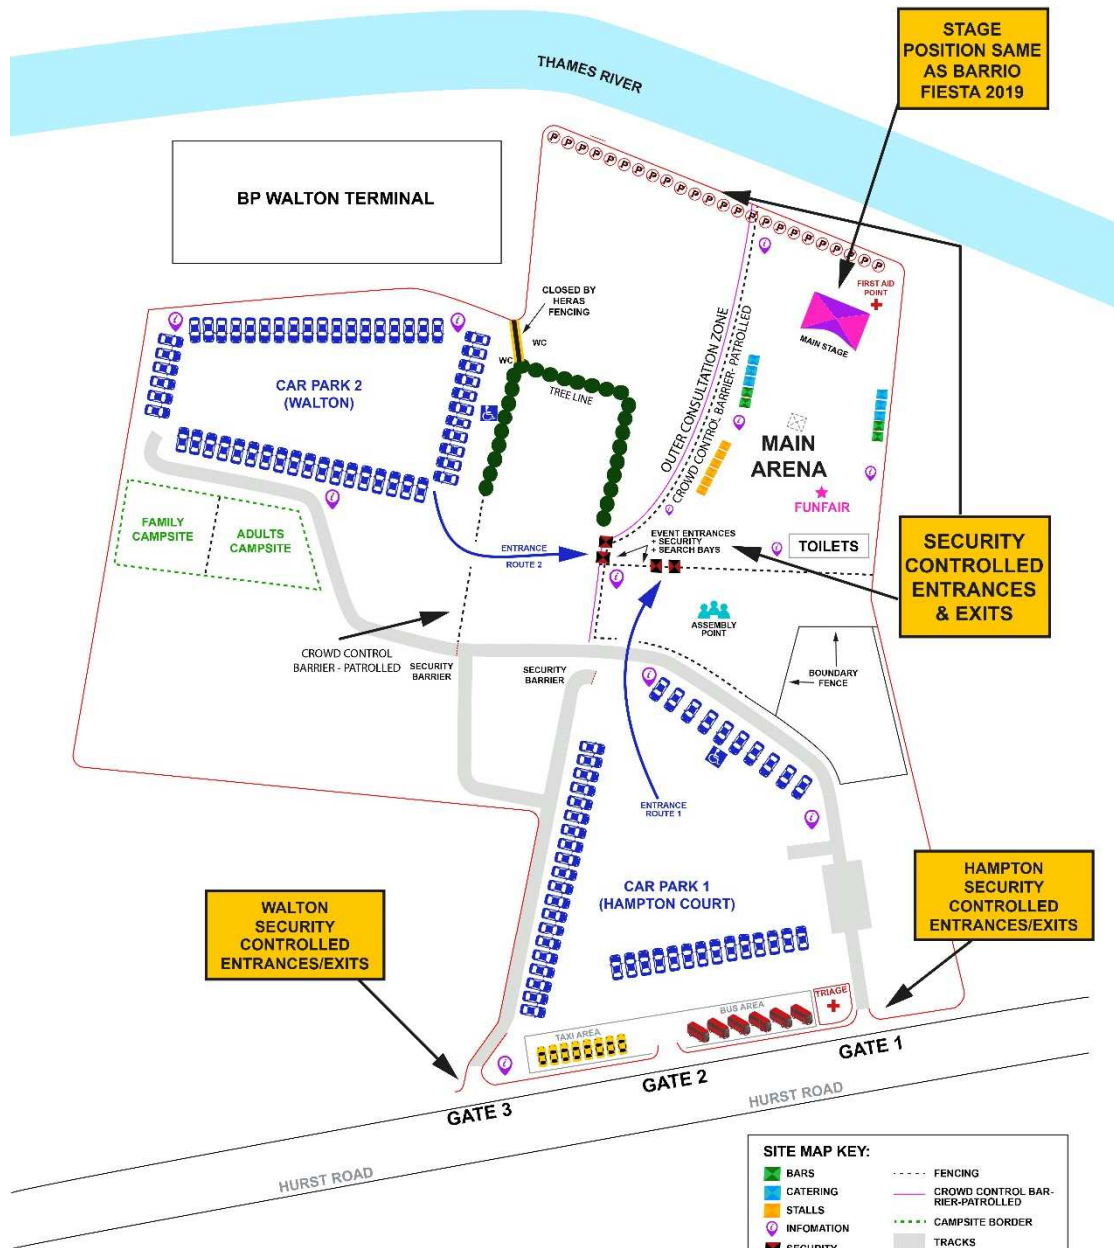 STAGE
POSITION SAME
AS BARRIO
FIESTA 2019
THAMES RIVER
BP WALTON TERMINAL
P P P P P P P P P P P P P P P P P P P P P P P P
CLOSED BY
HERAS
FENCING
WC
WC
TREE LINE
OUTER CONSULTATION ZONE
CROWD CONTROL BARRIER- PATROLLED
FIRST AID
POINT
MAIN STAGE
CAR PARK 2
(WALTON)
MAIN
ARENA
FUNFAIR
TOILETS
EVENT ENTRANCES
+ SECURITY
+ SEARCH BAYS
SECURITY
CONTROLLED
ENTRANCES
& EXITS
FAMILY
CAMPSITE
ADULTS
CAMPSITE
ENTRANCE
ROUTE 2
ASSEMBLY
POINT
CROWD CONTROL
BARRIER - PATROLLED
SECURITY
BARRIER
SECURITY
BARRIER
BOUNDARY
FENCE
ENTRANCE
ROUTE 1
CAR PARK 1
(HAMPTON COURT)
WALTON
SECURITY
CONTROLLED
ENTRANCES/EXITS
HAMPTON
SECURITY
CONTROLLED
ENTRANCES/EXITS
TRIAGE
BUS AREA
TAXI AREA
GATE 1
GATE 2
GATE 3
HURST ROAD
HURST ROAD
SITE MAP KEY:
BARS
CATERING
STALLS
INFOMATION
SECURITY
FENCING
CROWD CONTROL BAR-
RIER-PATROLLED
CAMPSITE BORDER
TRACKS